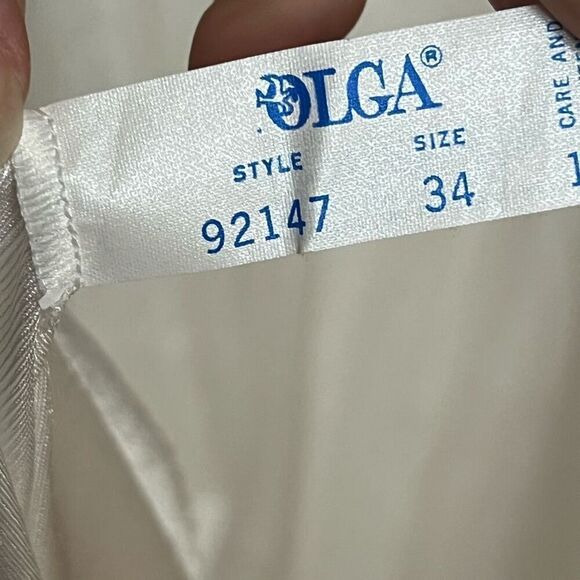 OLGA®
STYLE SIZE
92147 34
CARE AND